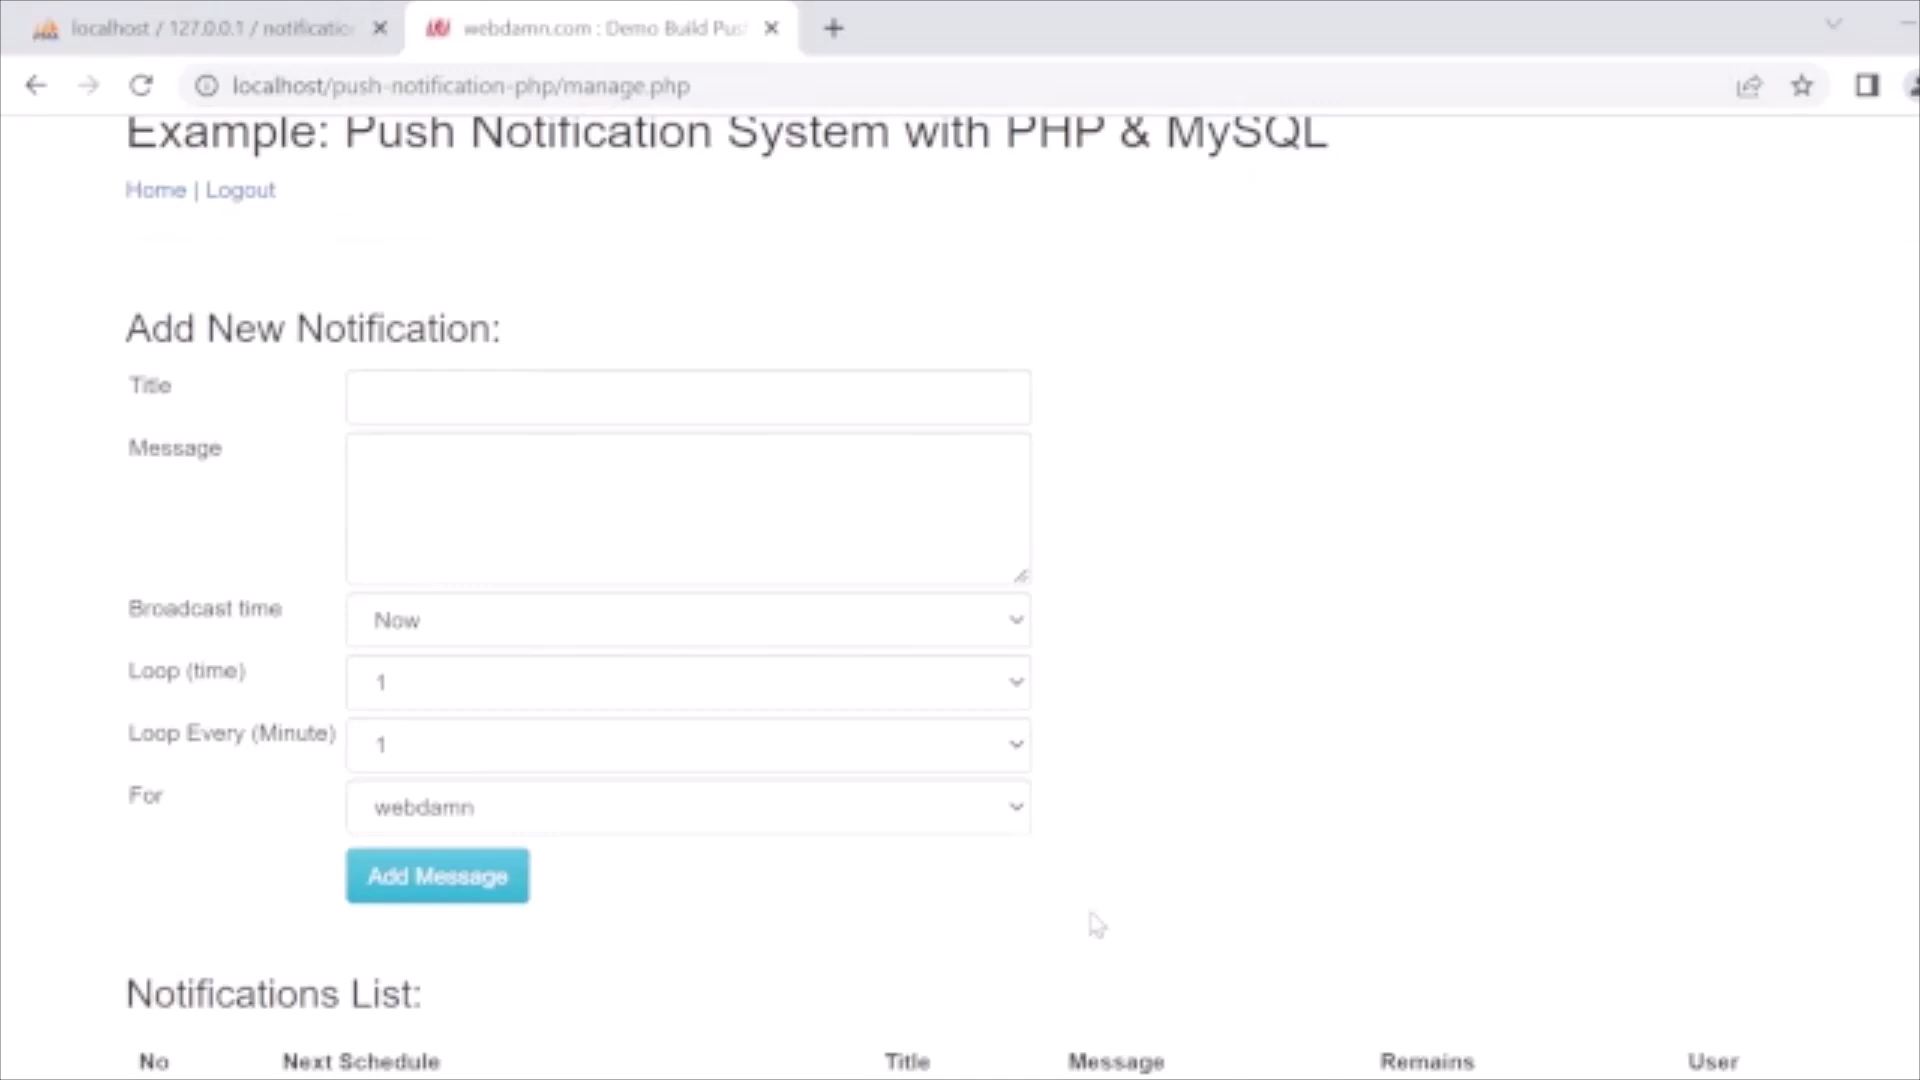 localhost / 127.0.0.1 / notification
webdamn.com : Demo Build Push
localhost/push-notification-php/manage.php
Example: Push Notification System with PHP & MySQL
Home | Logout
Add New Notification:
Title
Message
Broadcast time
Now
Loop (time)
1
Loop Every (Minute)
1
For
webdamn
Add Message
Notifications List:
No Next Schedule Title Message Remains User